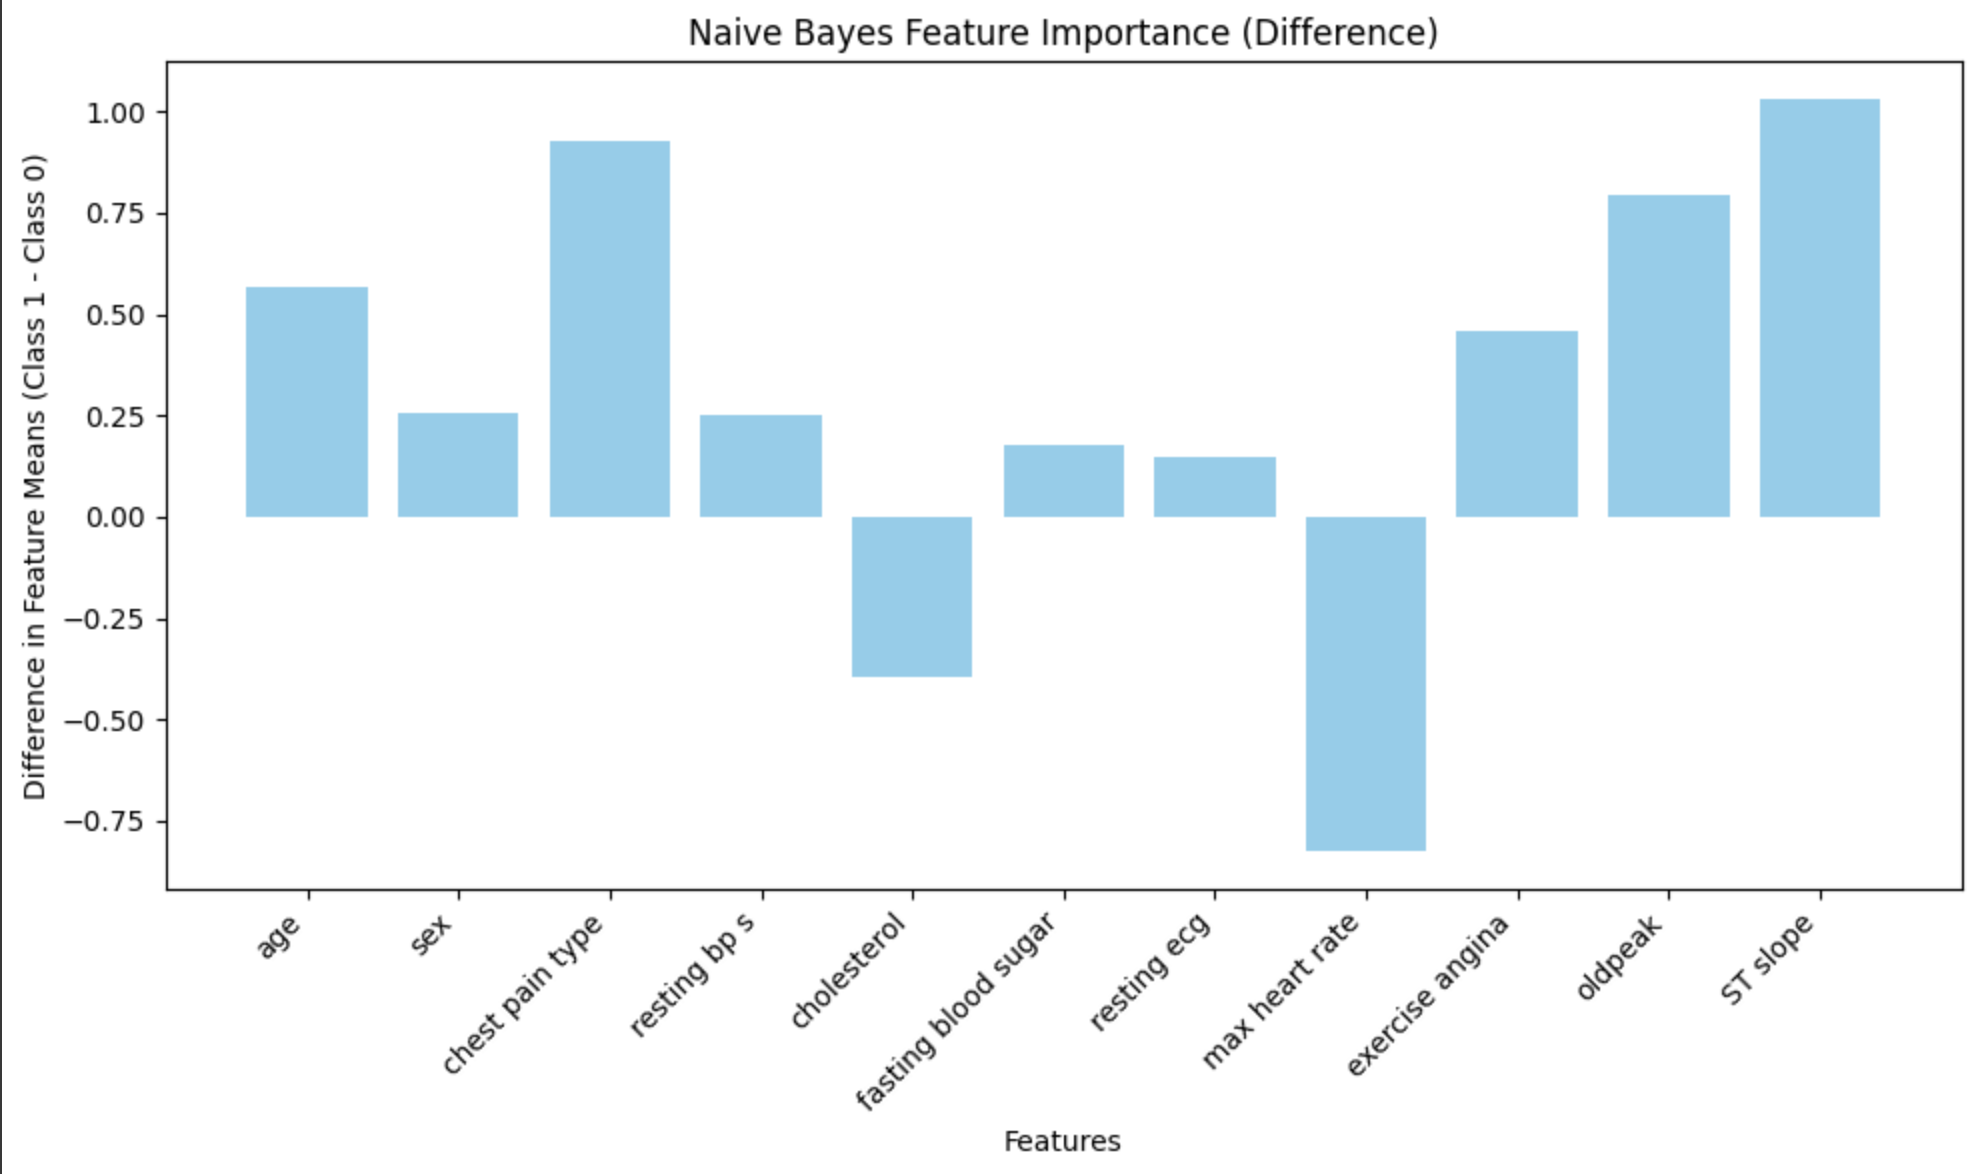 Naive Bayes Feature Importance (Difference)
Difference in Feature Means (Class 1 - Class 0)
1.00
0.75
0.50
0.25
0.00
−0.25
−0.50
−0.75
age
sex
chest pain type
resting bp s
cholesterol
fasting blood sugar
resting ecg
max heart rate
exercise angina
oldpeak
ST slope
Features